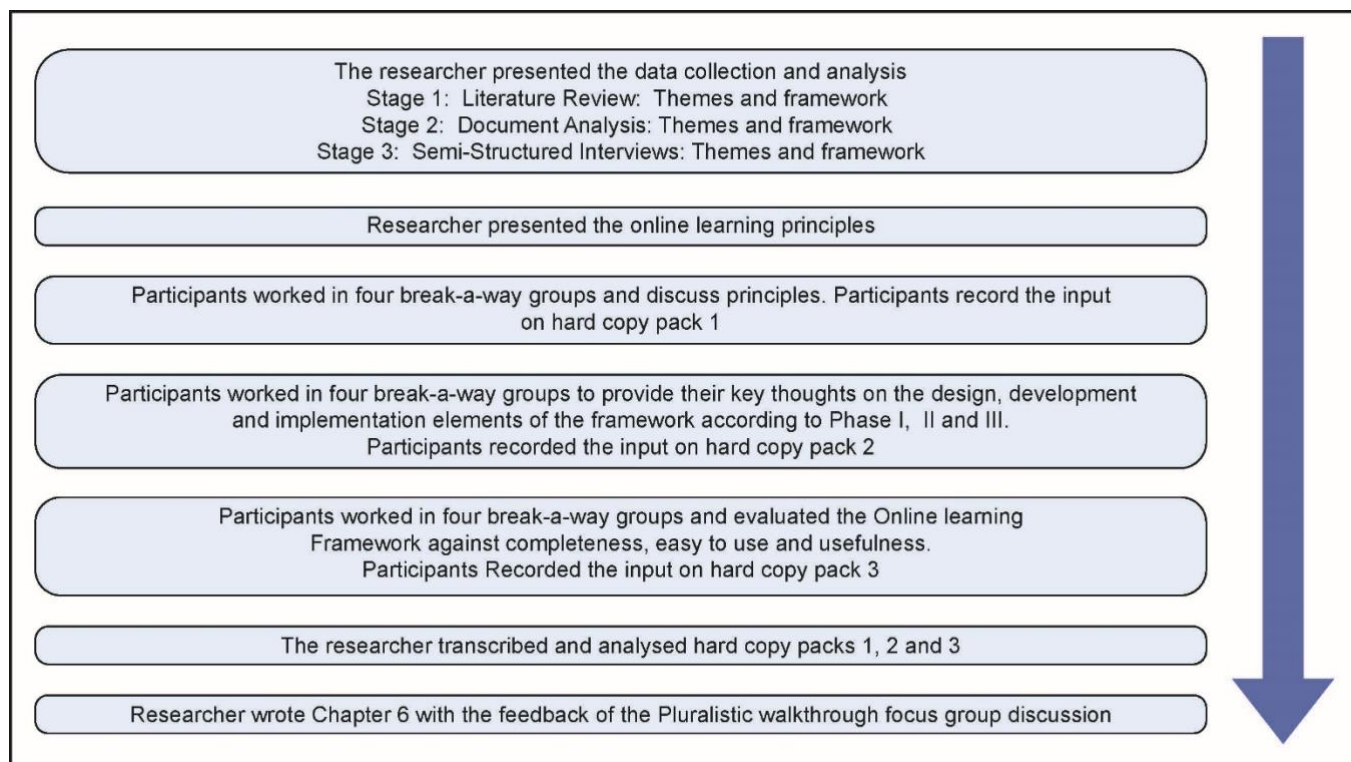 The researcher presented the data collection and analysis
Stage 1: Literature Review: Themes and framework
Stage 2: Document Analysis: Themes and framework
Stage 3: Semi-Structured Interviews: Themes and framework
Researcher presented the online learning principles
Participants worked in four break-a-way groups and discuss principles. Participants record the input
on hard copy pack 1
Participants worked in four break-a-way groups to provide their key thoughts on the design, development
and implementation elements of the framework according to Phase I, II and III.
Participants recorded the input on hard copy pack 2
Participants worked in four break-a-way groups and evaluated the Online learning
Framework against completeness, easy to use and usefulness.
Participants Recorded the input on hard copy pack 3
The researcher transcribed and analysed hard copy packs 1, 2 and 3
Researcher wrote Chapter 6 with the feedback of the Pluralistic walkthrough focus group discussion